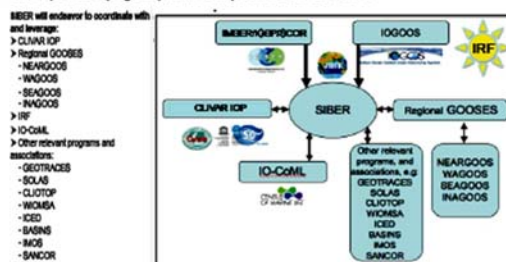 SIBER will endeavor to coordinate with
and leverage:
> CLIVAR IOP
> Regional GOOSES
- NEARGOOS
- WAGOOS
- SEAGOOS
- INAGOOS
> IRF
> IO-CoML
> Other relevant programs and
associations:
- GEOTRACES
- SOLAS
- CLIOTOP
- WIOMSA
- ICED
- BASINS
- IMOS
- SANCOR
IOGOOS
IRF
CLIVAR IOP
SIBER
Regional GOOSES
IO-CoML
Other relevant
programs, and
associations, e.g:
GEOTRACES
SOLAS
CLIOTOP
WIOMSA
ICED
BASINS
IMOS
SANCOR
NEARGOOS
WAGOOS
SEAGOOS
INAGOOS